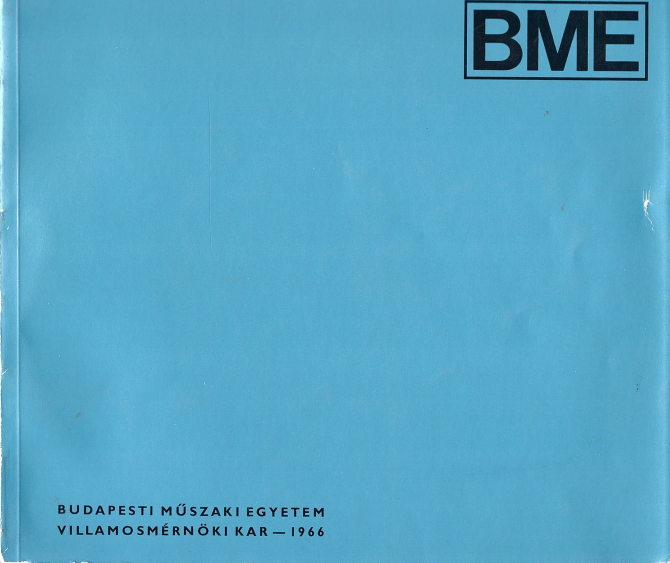 BME
BUDAPESTI MŰSZAKI EGYETEM
VILLAMOSMÉRNÖKI KAR — 1966